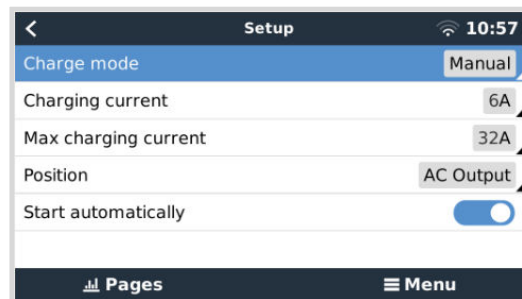 Setup 10:57
Charge mode Manual
Charging current 6A
Max charging current 32A
Position AC Output
Start automatically
Pages Menu